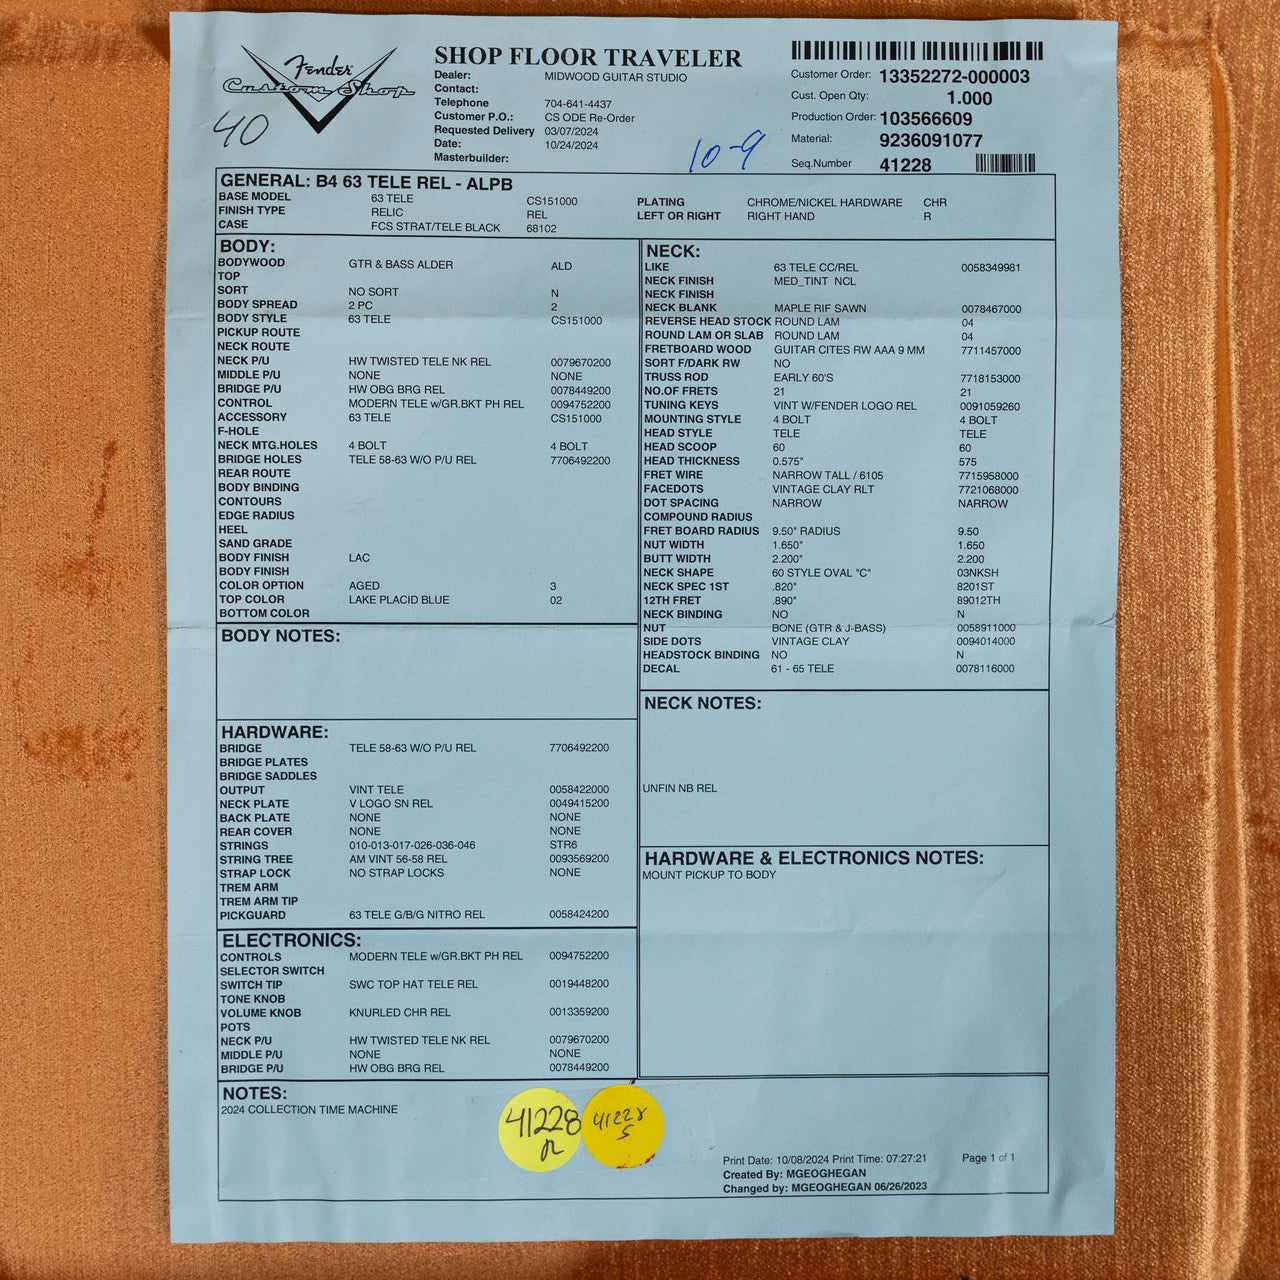 Fender
Custom Shop
40
SHOP FLOOR TRAVELER
Dealer: MIDWOOD GUITAR STUDIO
Contact:
Telephone 704-641-4437
Customer P.O.: CS ODE Re-Order
Requested Delivery 03/07/2024
Date: 10/24/2024
Masterbuilder:
10-9
Customer Order: 13352272-000003
Cust. Open Qty: 1.000
Production Order: 103566609
Material: 9236091077
Seq.Number 41228
GENERAL: B4 63 TELE REL - ALPB
BASE MODEL 63 TELE CS151000
FINISH TYPE RELIC REL
CASE FCS STRAT/TELE BLACK 68102
PLATING CHROME/NICKEL HARDWARE CHR
LEFT OR RIGHT RIGHT HAND R
BODY:
BODYWOOD GTR & BASS ALDER ALD
TOP
SORT NO SORT N
BODY SPREAD 2 PC 2
BODY STYLE 63 TELE CS151000
PICKUP ROUTE
NECK ROUTE
NECK P/U HW TWISTED TELE NK REL 0079670200
MIDDLE P/U NONE NONE
BRIDGE P/U HW OBG BRG REL 0078449200
CONTROL MODERN TELE w/GR.BKT PH REL 0094752200
ACCESSORY 63 TELE CS151000
F-HOLE
NECK MTG.HOLES 4 BOLT 4 BOLT
BRIDGE HOLES TELE 58-63 W/O P/U REL 7706492200
REAR ROUTE
BODY BINDING
CONTOURS
EDGE RADIUS
HEEL
SAND GRADE
BODY FINISH LAC
BODY FINISH
COLOR OPTION AGED 3
TOP COLOR LAKE PLACID BLUE 02
BOTTOM COLOR
BODY NOTES:
HARDWARE:
BRIDGE TELE 58-63 W/O P/U REL 7706492200
BRIDGE PLATES
BRIDGE SADDLES
OUTPUT VINT TELE 0058422000
NECK PLATE V LOGO SN REL 0049415200
BACK PLATE NONE NONE
REAR COVER NONE NONE
STRINGS 010-013-017-026-036-046 STR6
STRING TREE AM VINT 56-58 REL 0093569200
STRAP LOCK NO STRAP LOCKS NONE
TREM ARM
TREM ARM TIP
PICKGUARD 63 TELE G/B/G NITRO REL 0058424200
ELECTRONICS:
CONTROLS MODERN TELE w/GR.BKT PH REL 0094752200
SELECTOR SWITCH
SWITCH TIP SWC TOP HAT TELE REL 0019448200
TONE KNOB
VOLUME KNOB KNURLED CHR REL 0013359200
POTS
NECK P/U HW TWISTED TELE NK REL 0079670200
MIDDLE P/U NONE NONE
BRIDGE P/U HW OBG BRG REL 0078449200
NECK:
LIKE 63 TELE CC/REL 0058349981
NECK FINISH MED_TINT NCL
NECK FINISH
NECK BLANK MAPLE RIF SAWN 0078467000
REVERSE HEAD STOCK ROUND LAM 04
ROUND LAM OR SLAB ROUND LAM 04
FRETBOARD WOOD GUITAR CITES RW AAA 9 MM 7711457000
SORT F/DARK RW NO
TRUSS ROD EARLY 60'S 7718153000
NO.OF FRETS 21 21
TUNING KEYS VINT W/FENDER LOGO REL 0091059260
MOUNTING STYLE 4 BOLT 4 BOLT
HEAD STYLE TELE TELE
HEAD SCOOP 60 60
HEAD THICKNESS 0.575" 575
FRET WIRE NARROW TALL / 6105 7715958000
FACEDOTS VINTAGE CLAY RLT 7721068000
DOT SPACING NARROW NARROW
COMPOUND RADIUS
FRET BOARD RADIUS 9.50" RADIUS 9.50
NUT WIDTH 1.650" 1.650
BUTT WIDTH 2.200" 2.200
NECK SHAPE 60 STYLE OVAL "C" 03NKSH
NECK SPEC 1ST .820" 8201ST
12TH FRET .890" 89012TH
NECK BINDING NO N
NUT BONE (GTR & J-BASS) 0058911000
SIDE DOTS VINTAGE CLAY 0094014000
HEADSTOCK BINDING NO N
DECAL 61 - 65 TELE 0078116000
NECK NOTES:
UNFIN NB REL
HARDWARE & ELECTRONICS NOTES:
MOUNT PICKUP TO BODY
NOTES:
2024 COLLECTION TIME MACHINE
41228
41228
S
Print Date: 10/08/2024 Print Time: 07:27:21 Page 1 of 1
Created By: MGEOGHEGAN
Changed by: MGEOGHEGAN 06/26/2023